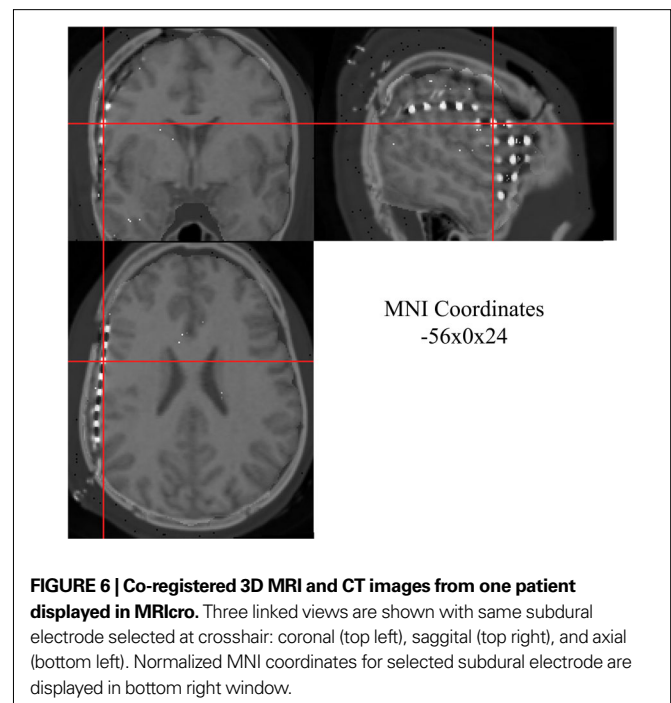 MNI Coordinates
-56x0x24
FIGURE 6 | Co-registered 3D MRI and CT images from one patient
displayed in MRIcro. Three linked views are shown with same subdural
electrode selected at crosshair: coronal (top left), saggital (top right), and axial
(bottom left). Normalized MNI coordinates for selected subdural electrode are
displayed in bottom right window.